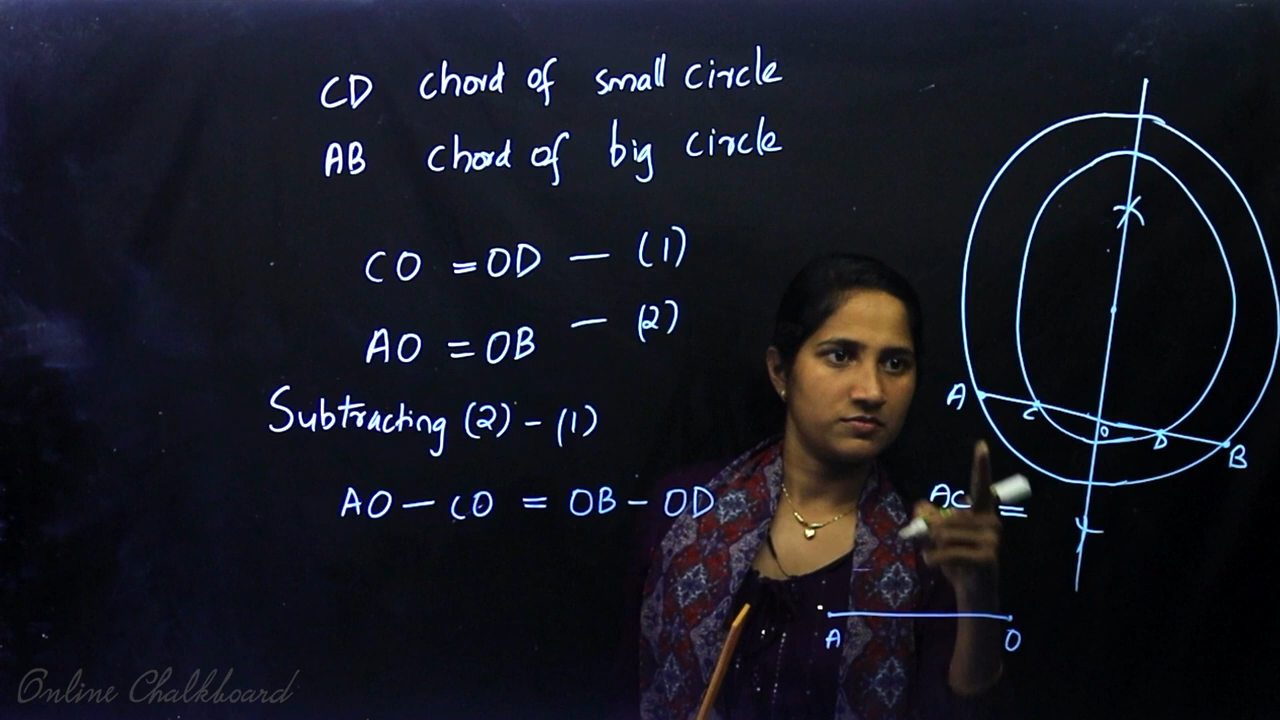 CD chord of small circle
AB chord of big circle
CO = OD — (1)
AO = OB — (2)
Subtracting (2) - (1)
AO - CO = OB - OD
A
C
O
D
B
AC =
A O
Online Chalkboard